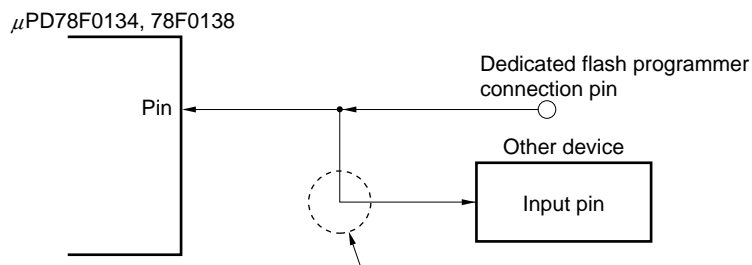 μPD78F0134, 78F0138
Dedicated flash programmer
connection pin
Pin
Other device
Input pin